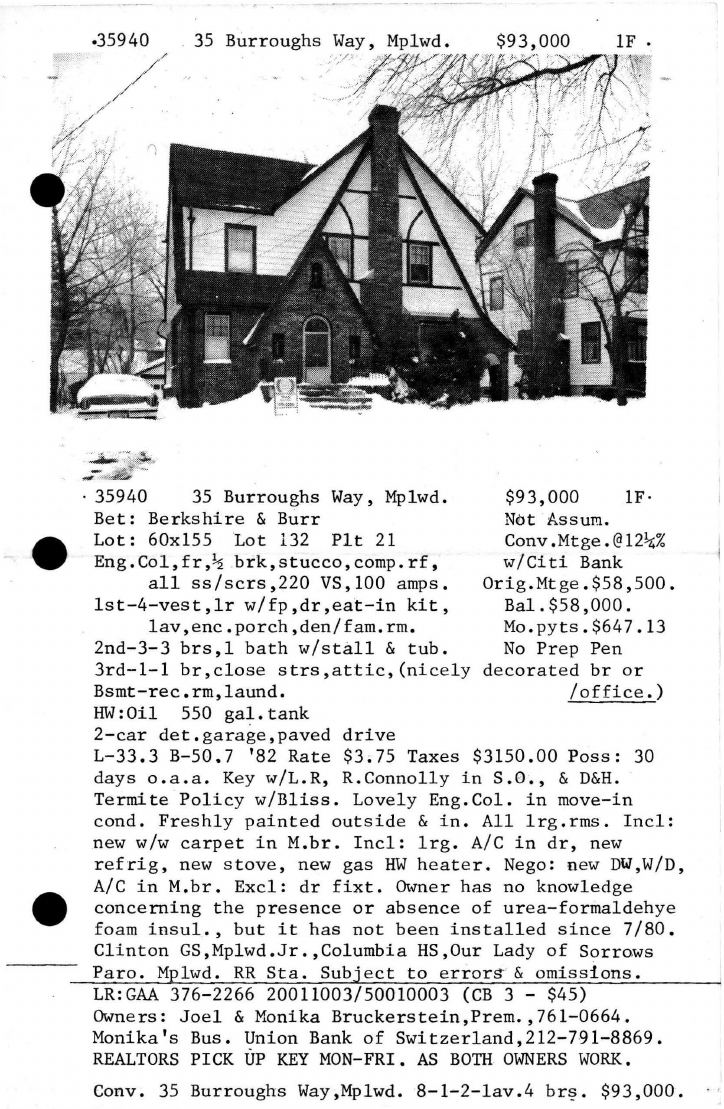 ·35940 35 Burroughs Way, Mplwd. $93,000 1F·
·35940 35 Burroughs Way, Mplwd. $93,000 1F·
Bet: Berkshire & Burr Not Assum.
Lot: 60x155 Lot 132 Plt 21 Conv.Mtge.@12¼%
Eng.Col,fr,½ brk,stucco,comp.rf, w/Citi Bank
all ss/scrs,220 VS,100 amps. Orig.Mtge.$58,500.
1st-4-vest,lr w/fp,dr,eat-in kit, Bal.$58,000.
lav,enc.porch,den/fam.rm. Mo.pyts.$647.13
2nd-3-3 brs,1 bath w/stall & tub. No Prep Pen
3rd-1-1 br,close strs,attic,(nicely decorated br or
Bsmt-rec.rm,laund. /office.)
HW:Oil 550 gal.tank
2-car det.garage,paved drive
L-33.3 B-50.7 '82 Rate $3.75 Taxes $3150.00 Poss: 30
days o.a.a. Key w/L.R, R.Connolly in S.O., & D&H.
Termite Policy w/Bliss. Lovely Eng.Col. in move-in
cond. Freshly painted outside & in. All lrg.rms. Incl:
new w/w carpet in M.br. Incl: lrg. A/C in dr, new
refrig, new stove, new gas HW heater. Nego: new DW,W/D,
A/C in M.br. Excl: dr fixt. Owner has no knowledge
concerning the presence or absence of urea-formaldehye
foam insul., but it has not been installed since 7/80.
Clinton GS,Mplwd.Jr.,Columbia HS,Our Lady of Sorrows
Paro. Mplwd. RR Sta. Subject to errors & omissions.
LR:GAA 376-2266 20011003/50010003 (CB 3 - $45)
Owners: Joel & Monika Bruckerstein,Prem.,761-0664.
Monika's Bus. Union Bank of Switzerland,212-791-8869.
REALTORS PICK UP KEY MON-FRI. AS BOTH OWNERS WORK.
Conv. 35 Burroughs Way,Mplwd. 8-1-2-lav.4 brs. $93,000.